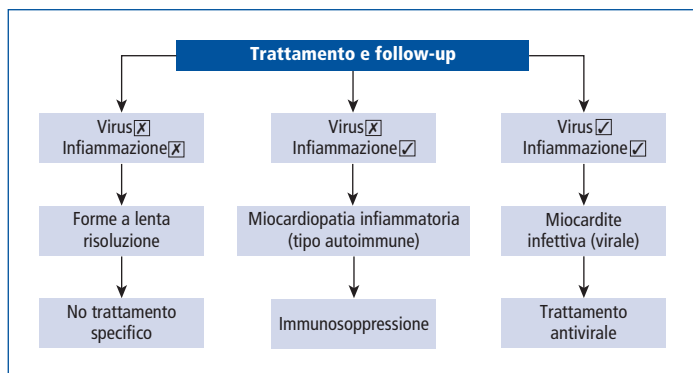 Trattamento e follow-up
Virus ☒
Infiammazione ☒
Virus ☒
Infiammazione ☑
Virus ☑
Infiammazione ☑
Forme a lenta
risoluzione
Miocardiopatia infiammatoria
(tipo autoimmune)
Miocardite
infettiva (virale)
No trattamento
specifico
Immunosoppressione
Trattamento
antivirale